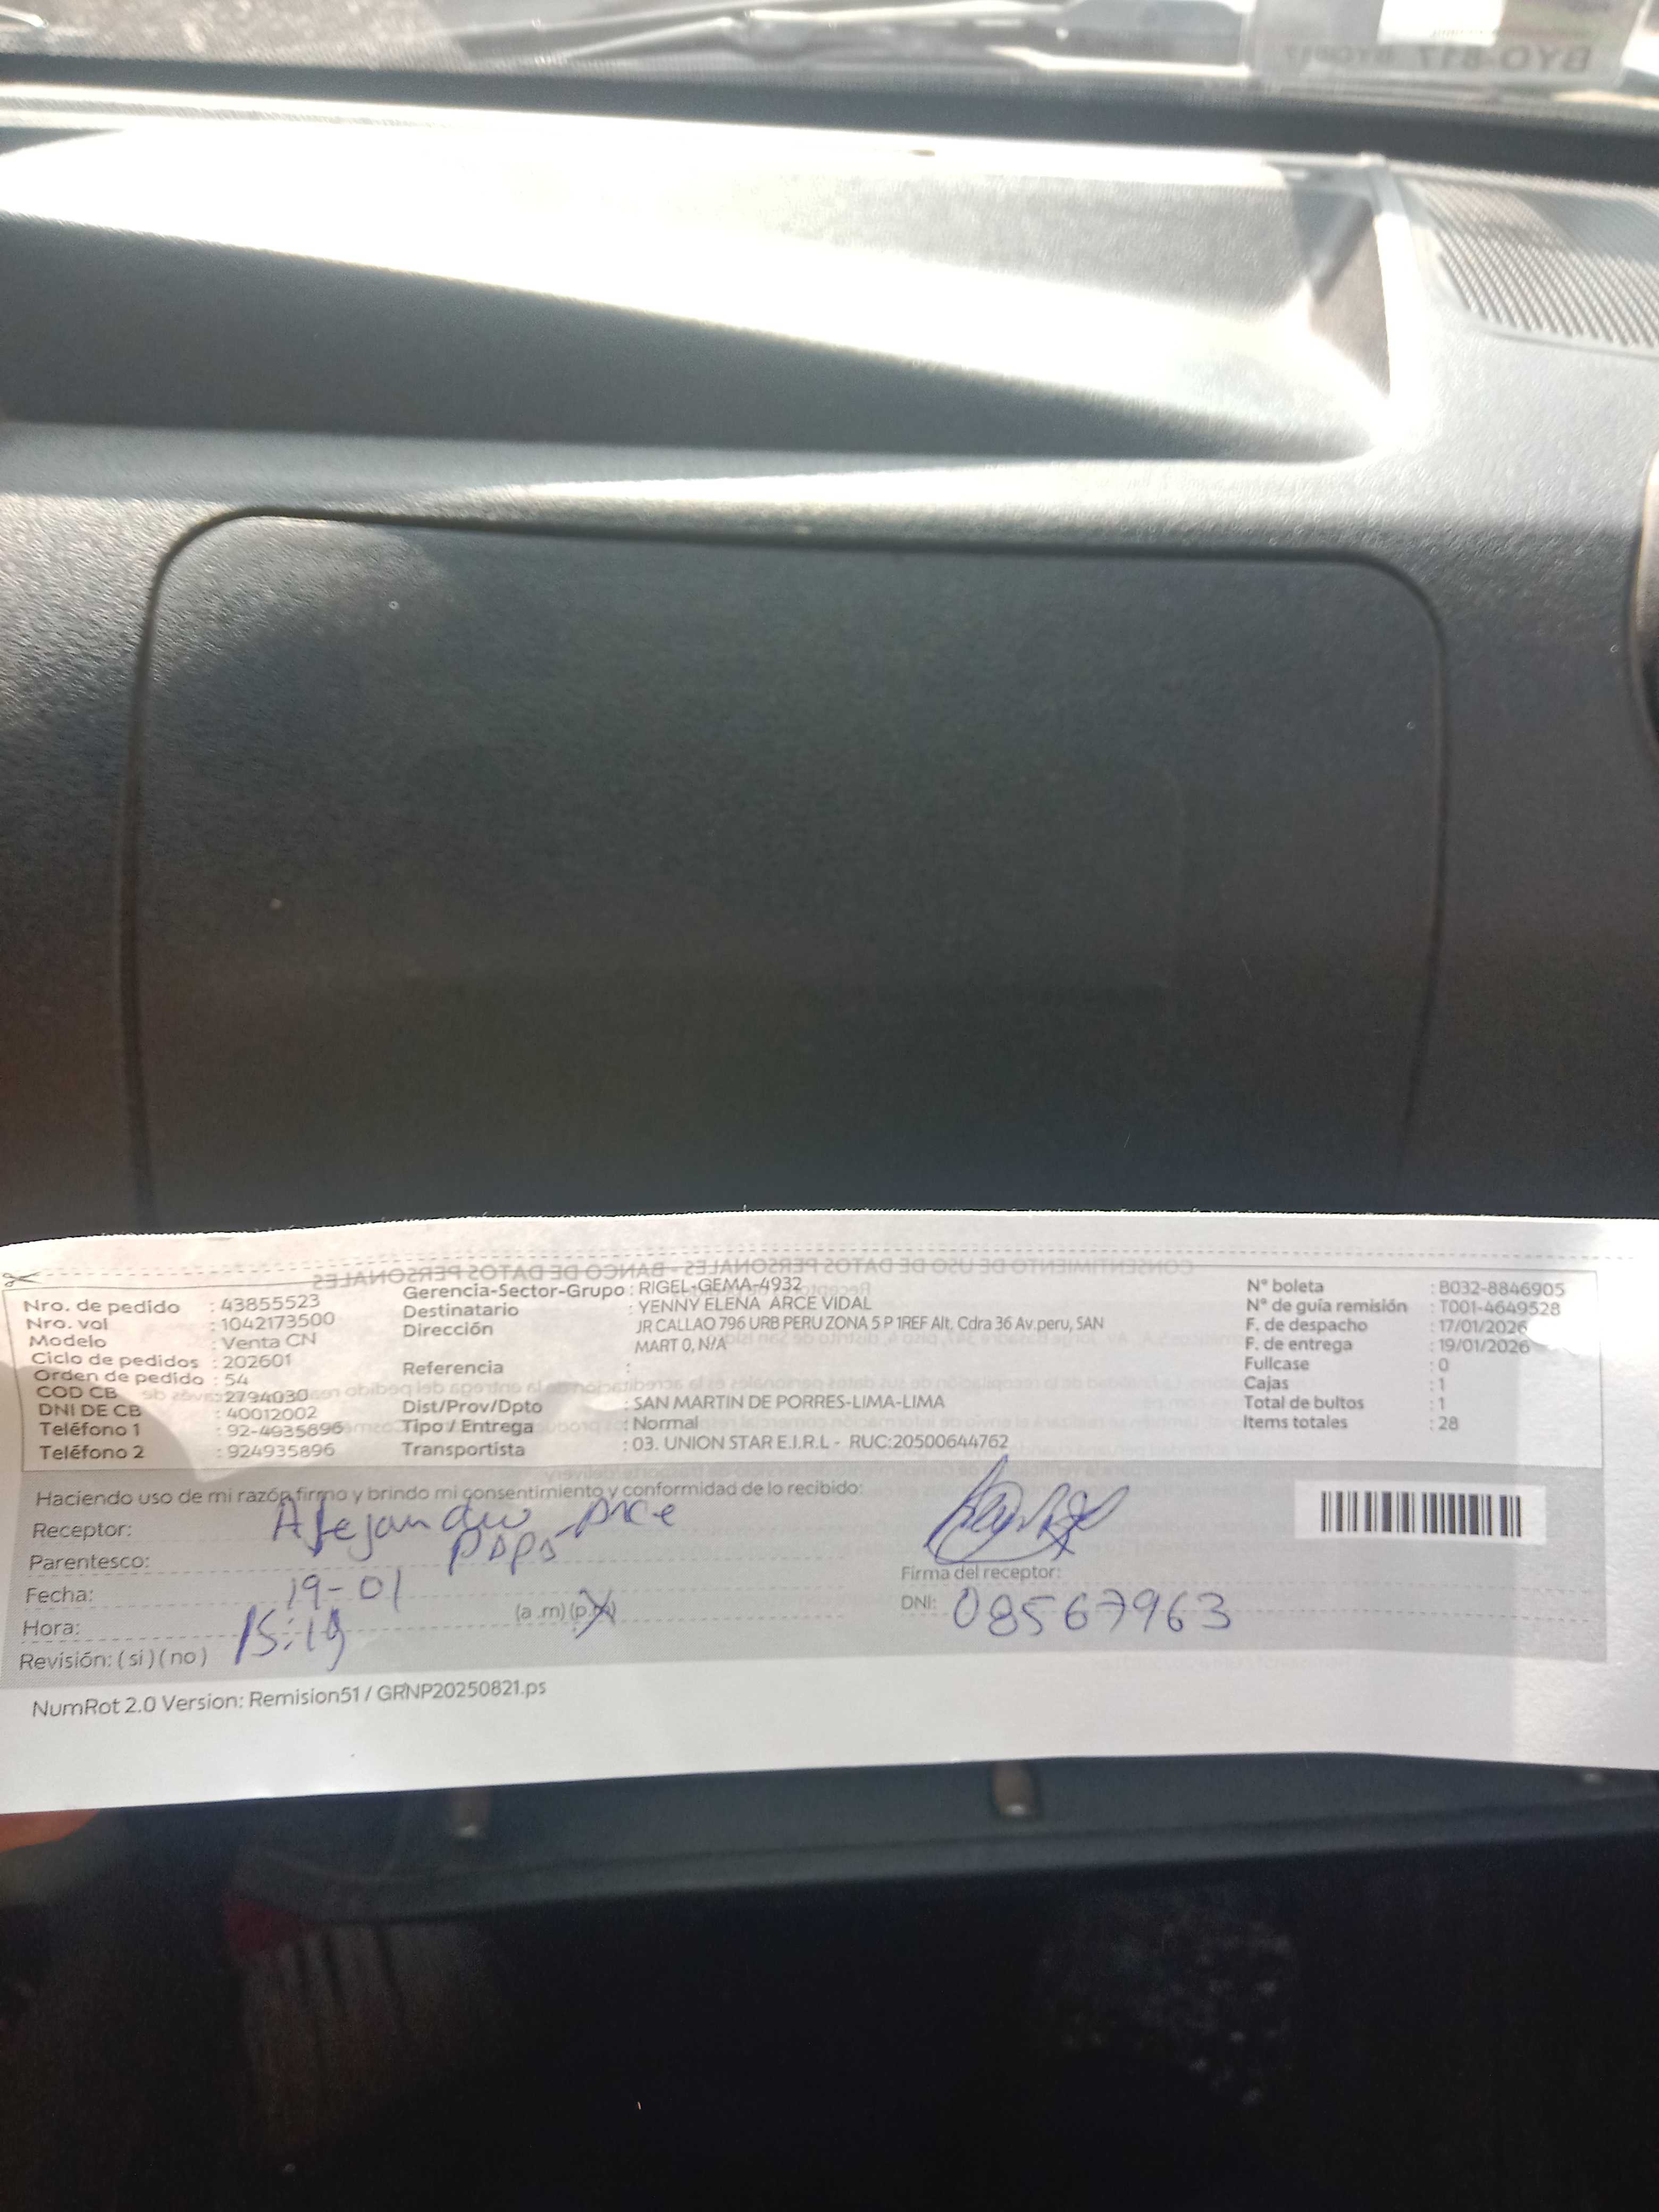 BYO-817 BYO817
CONSENTIMIENTO DE USO DE DATOS PERSONALES - BANCO DE DATOS PERSONALES
Nro. de pedido : 43855523
Nro. vol : 1042173500
Modelo : Venta CN
Ciclo de pedidos : 202601
Orden de pedido : 54
COD CB : 2794030
DNI DE CB : 40012002
Teléfono 1 : 92-4935896
Teléfono 2 : 924935896
Gerencia-Sector-Grupo : RIGEL-GEMA-4932
Destinatario : YENNY ELENA ARCE VIDAL
Dirección JR CALLAO 796 URB PERU ZONA 5 P 1REF Alt. Cdra 36 Av.peru, SAN
MART 0, N/A
Referencia :
Dist/Prov/Dpto : SAN MARTIN DE PORRES-LIMA-LIMA
Tipo / Entrega : Normal
Transportista : 03. UNION STAR E.I.R.L - RUC:20500644762
N° boleta : B032-8846905
N° de guía remisión : T001-4649528
F. de despacho : 17/01/2026
F. de entrega : 19/01/2026
Fullcase : 0
Cajas : 1
Total de bultos : 1
Items totales : 28
Haciendo uso de mi razón firmo y brindo mi consentimiento y conformidad de lo recibido:
Receptor: Alejandro Arce
Parentesco: papa
Fecha: 19-01
Hora: 15:19 (a .m) (p.m)
Revisión: ( si ) ( no )
Firma del receptor:
DNI: 08567963
NumRot 2.0 Version: Remision51 / GRNP20250821.ps